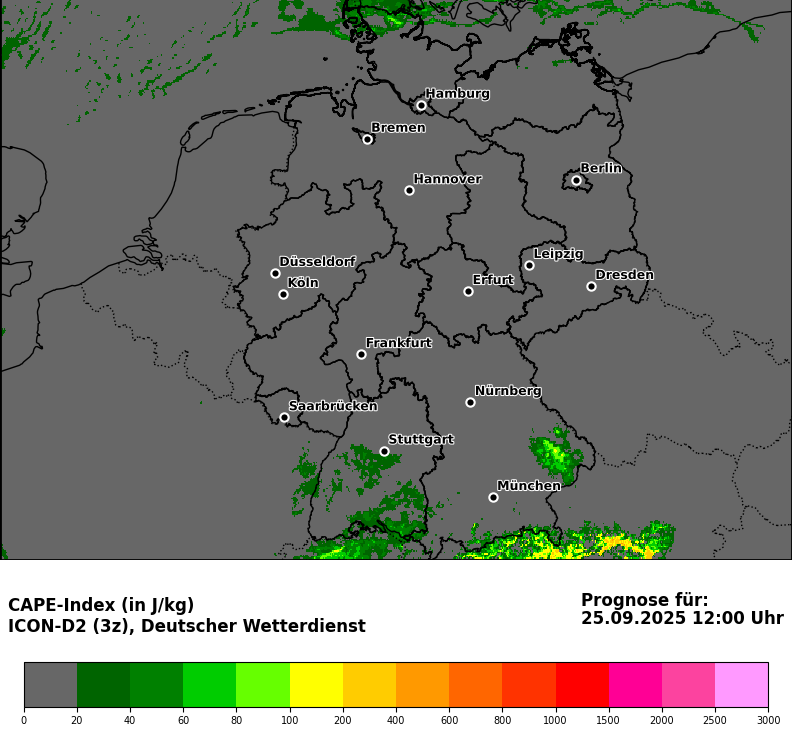 Hamburg
Bremen
Berlin
Hannover
Leipzig
Düsseldorf
Dresden
Köln
Erfurt
Frankfurt
Nürnberg
Saarbrücken
Stuttgart
München
CAPE-Index (in J/kg)
ICON-D2 (3z), Deutscher Wetterdienst
Prognose für:
25.09.2025 12:00 Uhr
0 20 40 60 80 100 200 400 600 800 1000 1500 2000 2500 3000